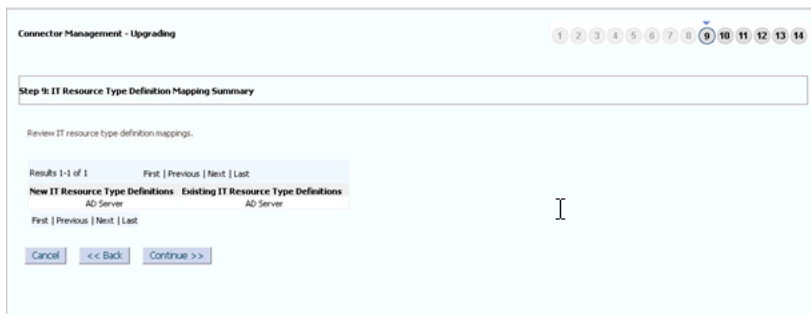 Connector Management - Upgrading
1 2 3 4 5 6 7 8 9 10 11 12 13 14
Step 9: IT Resource Type Definition Mapping Summary
Review IT resource type definition mappings.
Results 1-1 of 1 First | Previous | Next | Last
New IT Resource Type Definitions Existing IT Resource Type Definitions
AD Server AD Server
First | Previous | Next | Last
Cancel << Back Continue >>